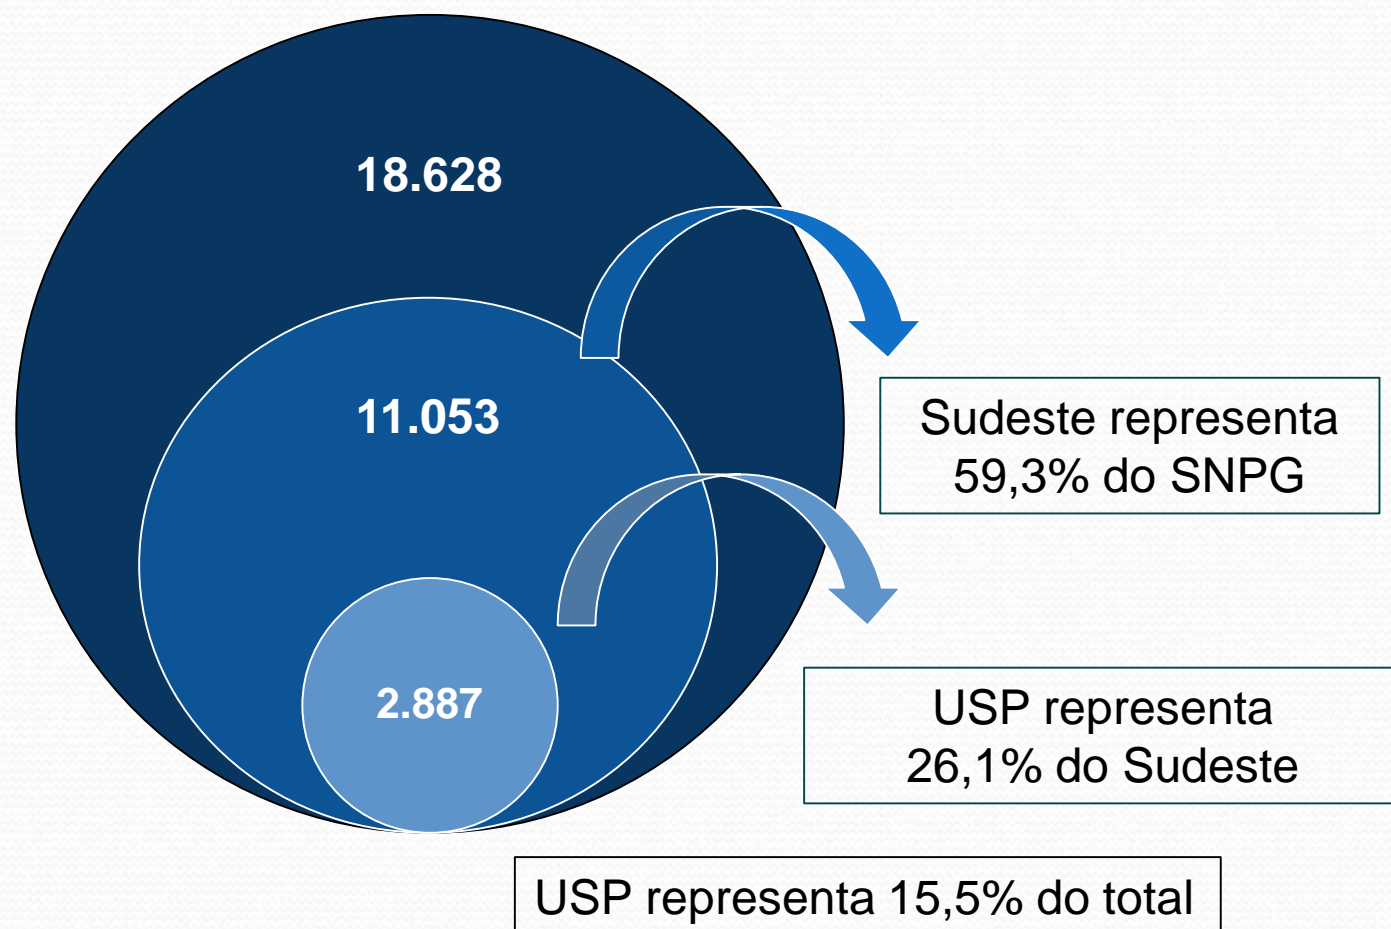 18.628
11.053
Sudeste representa
59,3% do SNPG
2.887
USP representa
26,1% do Sudeste
USP representa 15,5% do total